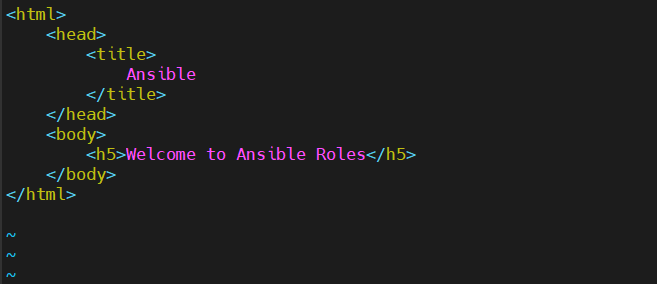 <html>
    <head>
        <title>
            Ansible
        </title>
    </head>
    <body>
        <h5>Welcome to Ansible Roles</h5>
    </body>
</html>

~
~
~